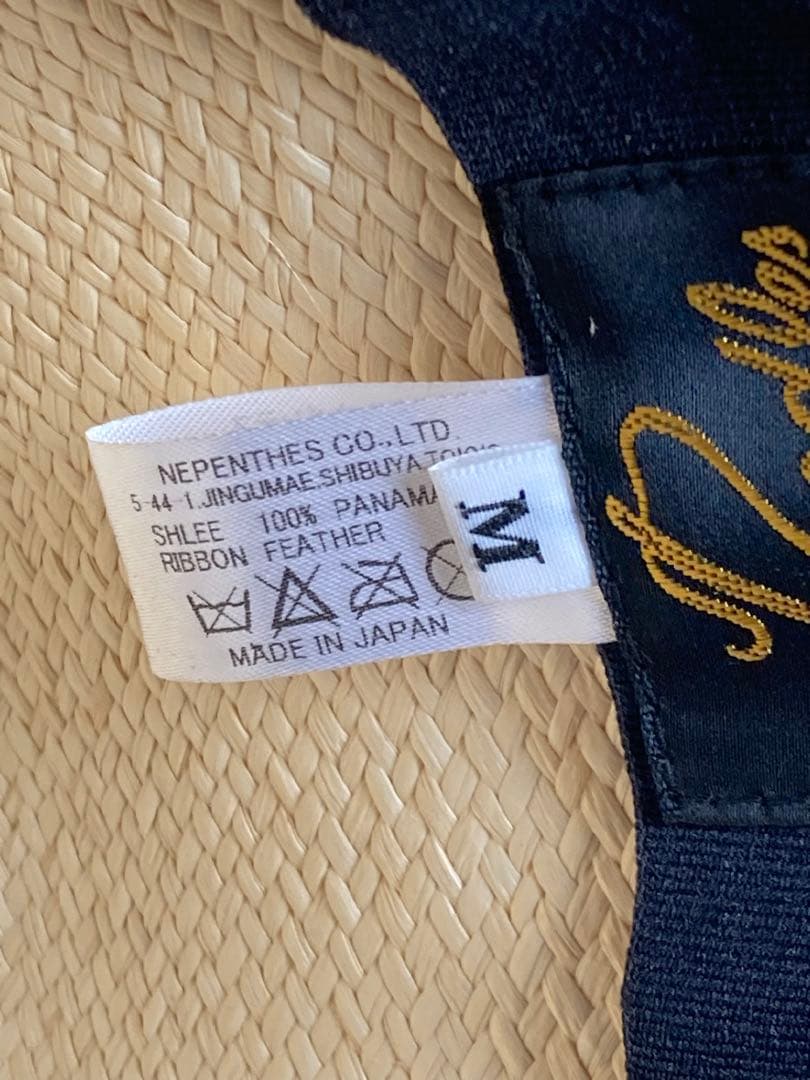 NEPENTHES CO.,LTD.
5-44-1.JINGUMAE.SHIBUYA.TOKYO
SHLEE 100% PANAMA
RIBBON FEATHER
MADE IN JAPAN
M